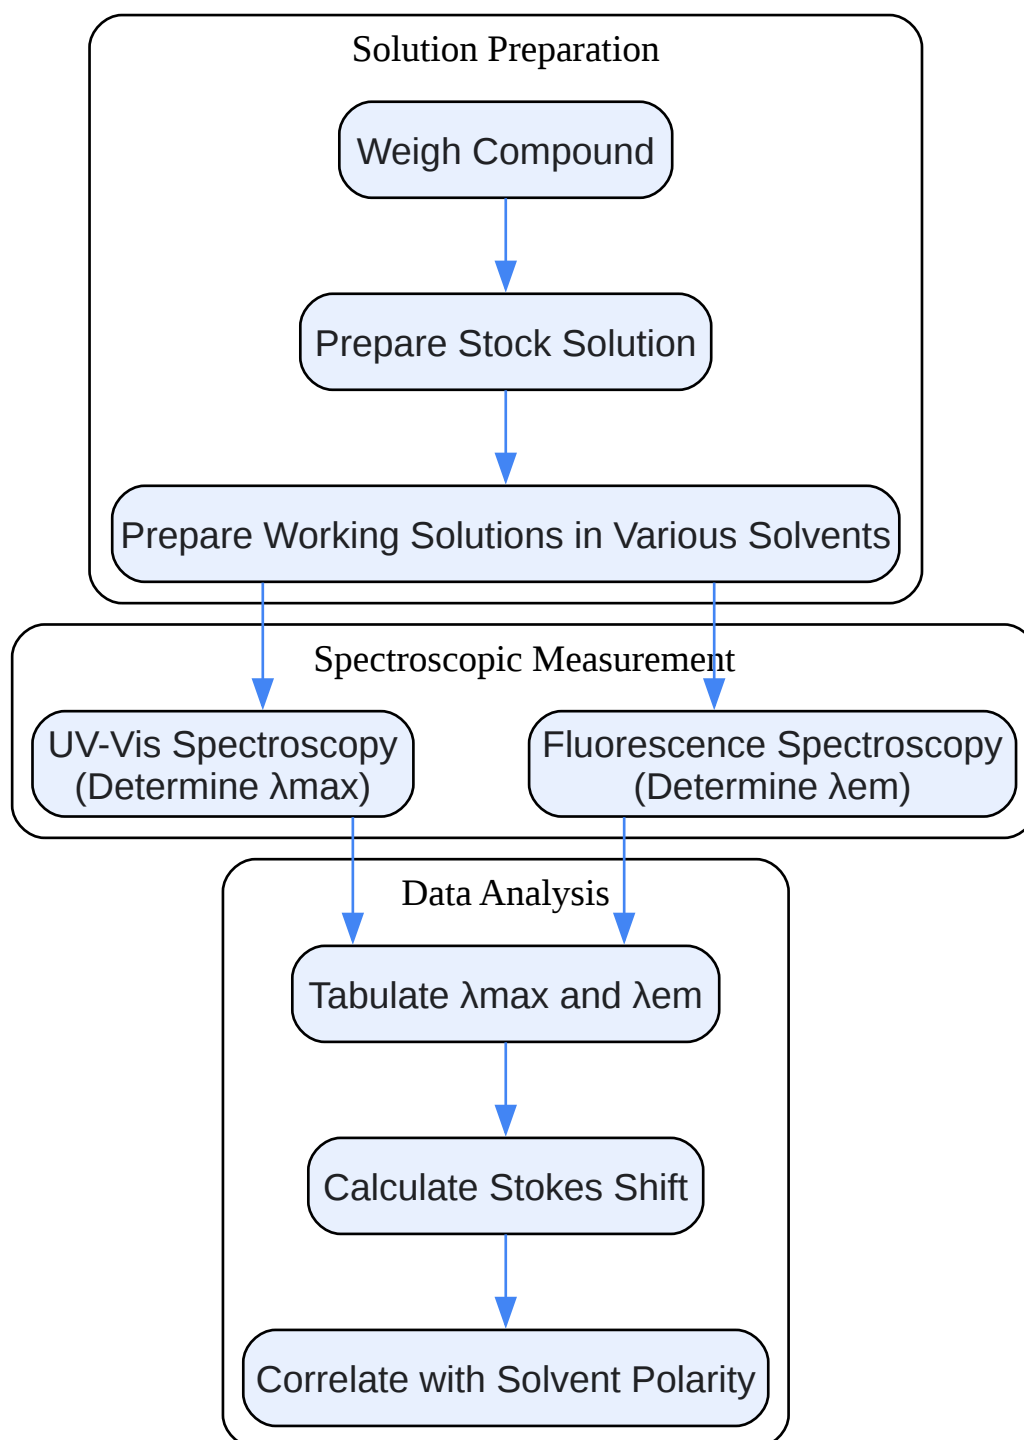 Solution Preparation
Weigh Compound
Prepare Stock Solution
Prepare Working Solutions in Various Solvents
Spectroscopic Measurement
UV-Vis Spectroscopy
(Determine λmax)
Fluorescence Spectroscopy
(Determine λem)
Data Analysis
Tabulate λmax and λem
Calculate Stokes Shift
Correlate with Solvent Polarity